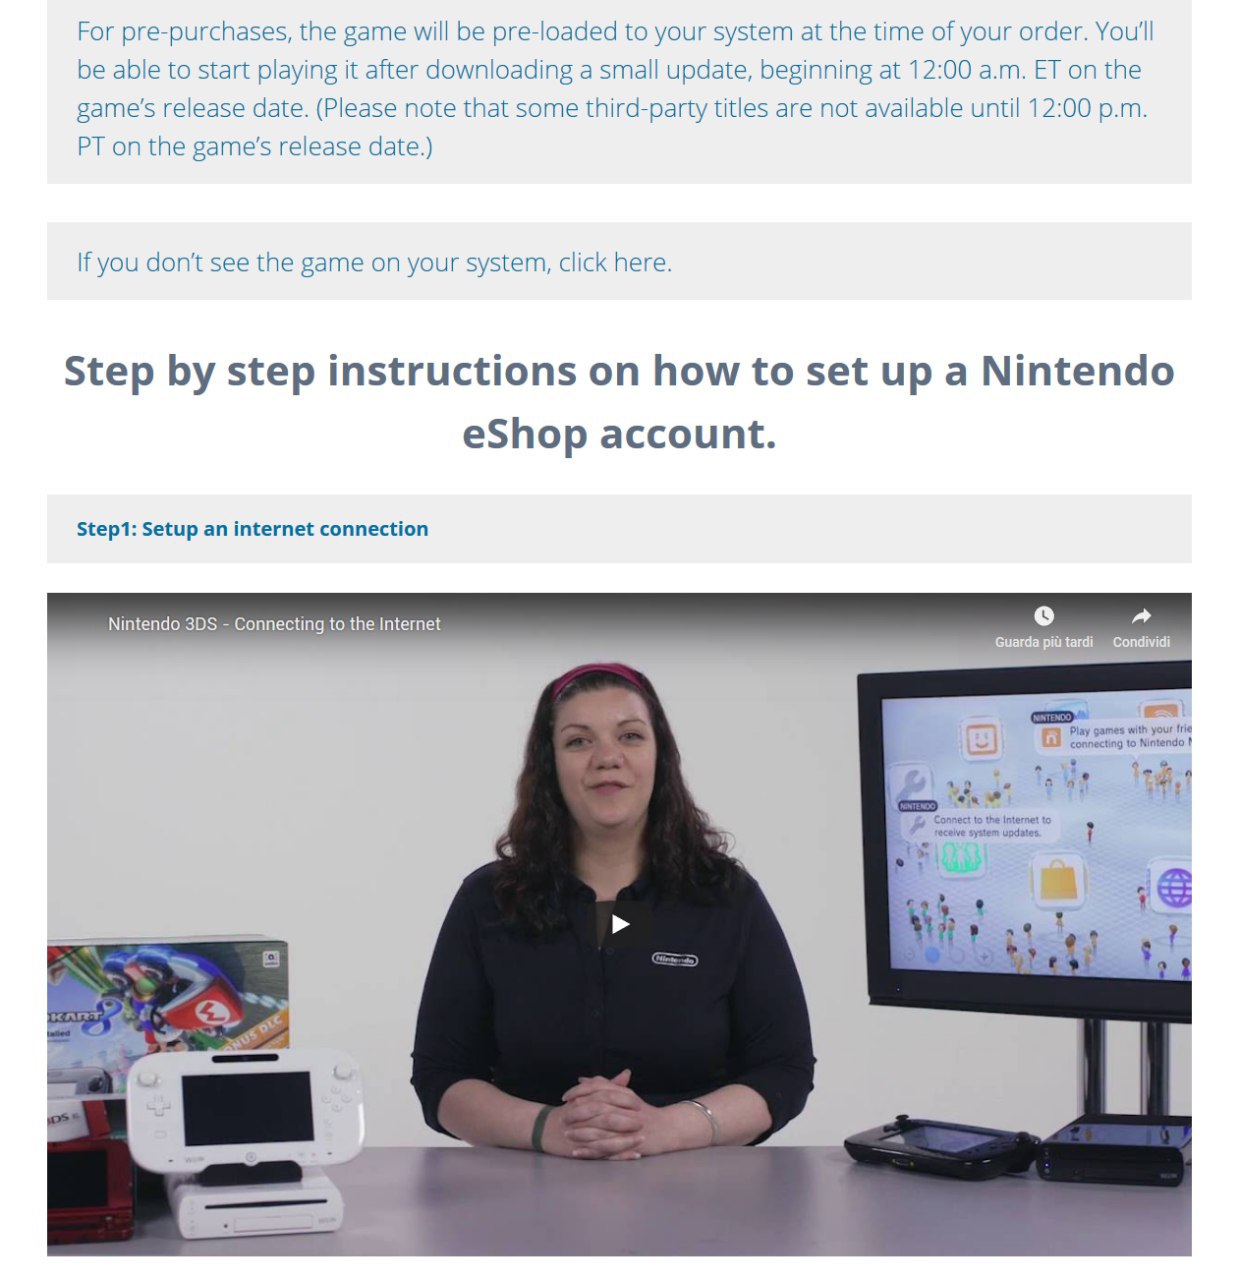 For pre-purchases, the game will be pre-loaded to your system at the time of your order. You’ll
be able to start playing it after downloading a small update, beginning at 12:00 a.m. ET on the
game’s release date. (Please note that some third-party titles are not available until 12:00 p.m.
PT on the game’s release date.)
If you don’t see the game on your system, click here.
Step by step instructions on how to set up a Nintendo
eShop account.
Step1: Setup an internet connection
Nintendo 3DS - Connecting to the Internet
Guarda più tardi
Condividi
NINTENDO
Play games with your frie
connecting to Nintendo N
NINTENDO
Connect to the Internet to
receive system updates.
Nintendo
KART 8
BONUS DLC
DS XL
Wii U
Wii U